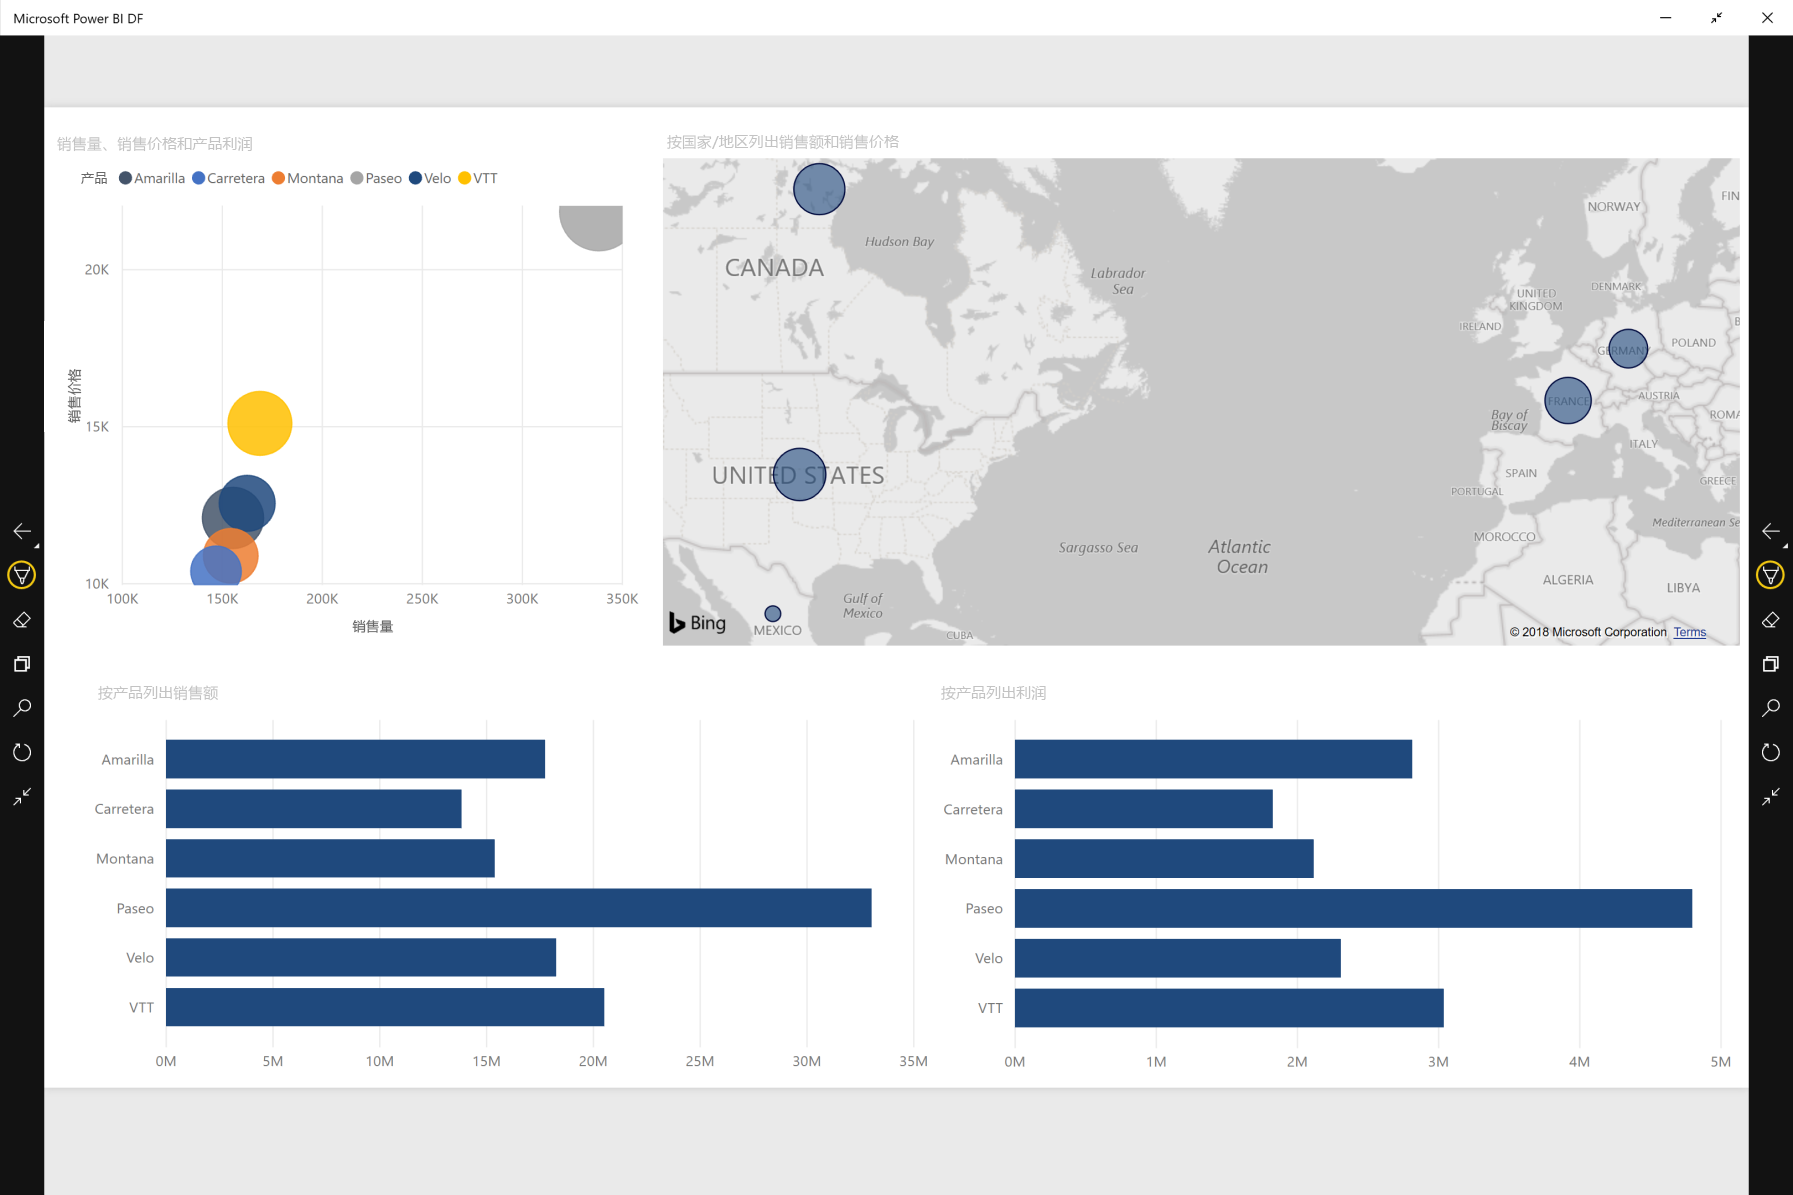 Microsoft Power BI DF
销售量、销售价格和产品利润
产品 Amarilla Carretera Montana Paseo Velo VTT
销售价格
20K
15K
10K
100K 150K 200K 250K 300K 350K
销售量
按国家/地区列出销售额和销售价格
CANADA
Hudson Bay
Labrador
Sea
NORWAY
FIN
DENMARK
UNITED
KINGDOM
IRELAND
POLAND
B
GERMANY
FRANCE
AUSTRIA
ROMA
Bay of
Biscay
ITALY
UNITED STATES
SPAIN
PORTUGAL
GREECE
Mediterranean Se
MOROCCO
Sargasso Sea
Atlantic
Ocean
ALGERIA
LIBYA
Gulf of
Mexico
MEXICO
CUBA
Bing
© 2018 Microsoft Corporation Terms
按产品列出销售额
Amarilla
Carretera
Montana
Paseo
Velo
VTT
0M 5M 10M 15M 20M 25M 30M 35M
按产品列出利润
Amarilla
Carretera
Montana
Paseo
Velo
VTT
0M 1M 2M 3M 4M 5M